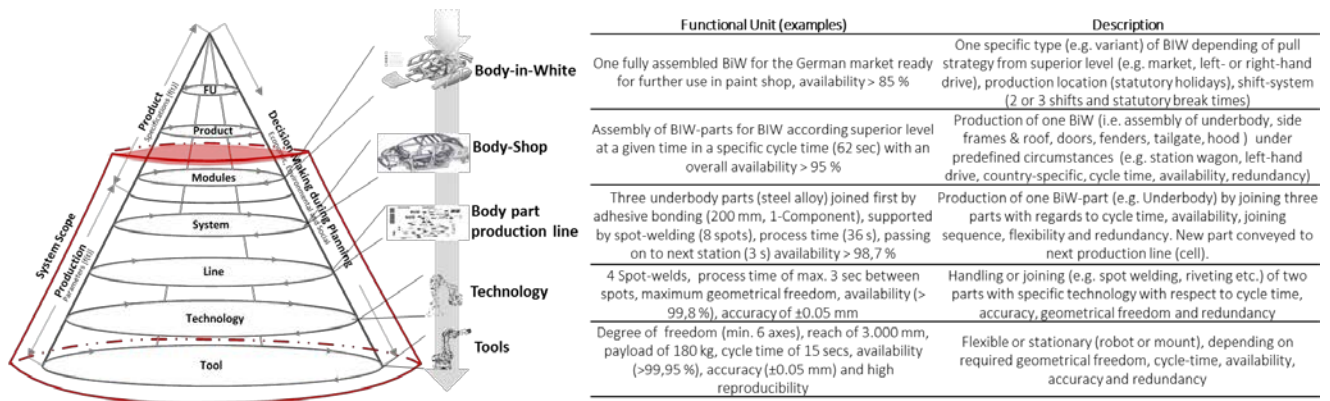 FU
Product
Modules
System
Line
Technology
Tool
Product
Specifications [f(t)]
Decision Making during Planning
Economic, Environmental and Social
System Scope
Production
Parameters [f(t)]
Body-in-White
Body-Shop
Body part
production line
Technology
Tools
Functional Unit (examples)
Description
One fully assembled BiW for the German market ready
for further use in paint shop, availability > 85 %
One specific type (e.g. variant) of BIW depending of pull
strategy from superior level (e.g. market, left- or right-hand
drive), production location (statutory holidays), shift-system
(2 or 3 shifts and statutory break times)
Assembly of BIW-parts for BIW according superior level
at a given time in a specific cycle time (62 sec) with an
overall availability > 95 %
Production of one BiW (i.e. assembly of underbody, side
frames & roof, doors, fenders, tailgate, hood ) under
predefined circumstances (e.g. station wagon, left-hand
drive, country-specific, cycle time, availability, redundancy)
Three underbody parts (steel alloy) joined first by
adhesive bonding (200 mm, 1-Component), supported
by spot-welding (8 spots), process time (36 s), passing
on to next station (3 s) availability > 98,7 %
Production of one BiW-part (e.g. Underbody) by joining three
parts with regards to cycle time, availability, joining
sequence, flexibility and redundancy. New part conveyed to
next production line (cell).
4 Spot-welds, process time of max. 3 sec between
spots, maximum geometrical freedom, availability (>
99,8 %), accuracy of ±0.05 mm
Handling or joining (e.g. spot welding, riveting etc.) of two
parts with specific technology with respect to cycle time,
accuracy, geometrical freedom and redundancy
Degree of freedom (min. 6 axes), reach of 3.000 mm,
payload of 180 kg, cycle time of 15 secs, availability
(>99,95 %), accuracy (±0.05 mm) and high
reproducibility
Flexible or stationary (robot or mount), depending on
required geometrical freedom, cycle-time, availability,
accuracy and redundancy